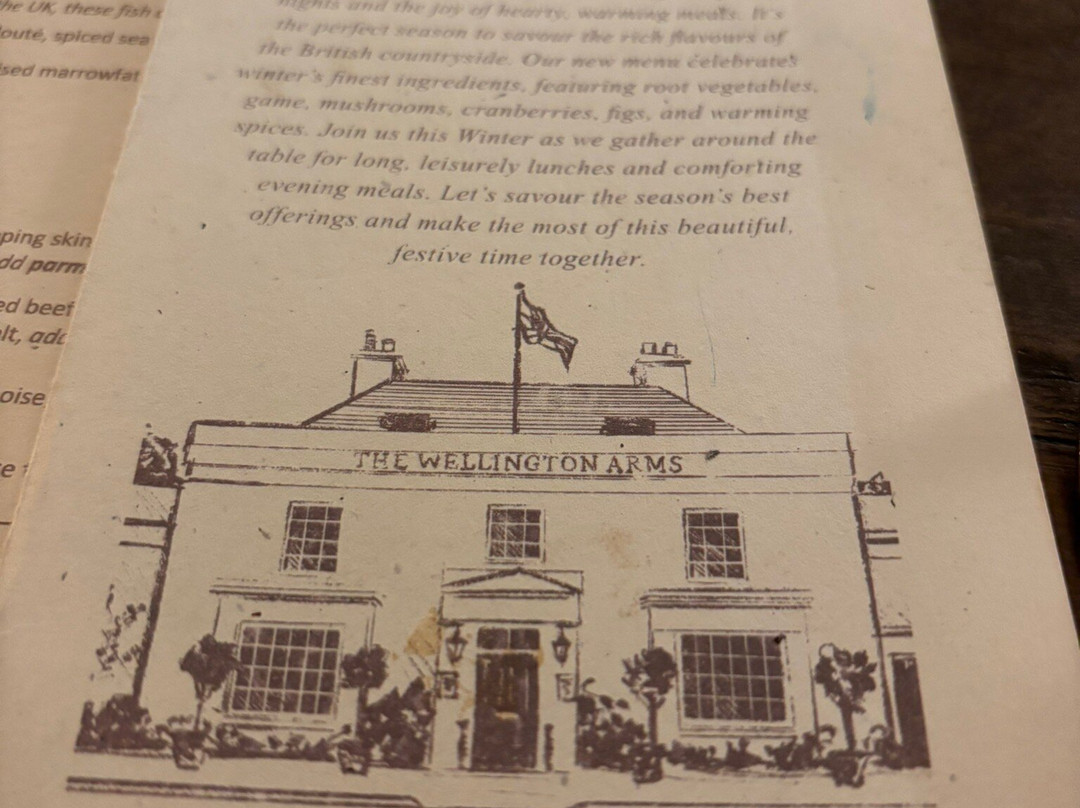 the UK, these fish
outé, spiced sea
sed marrowfat
ping skin
dd parm
ed beef
lt, add
oise
nights and the joy of hearty, warming meals. It's
the perfect season to savour the rich flavours of
the British countryside. Our new menu celebrates
winter's finest ingredients, featuring root vegetables,
game, mushrooms, cranberries, figs, and warming
spices. Join us this Winter as we gather around the
table for long, leisurely lunches and comforting
evening meals. Let's savour the season's best
offerings and make the most of this beautiful,
festive time together.
THE WELLINGTON ARMS